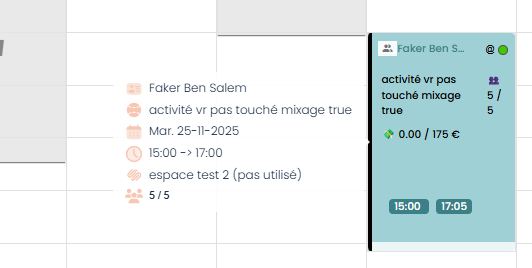 Faker Ben Salem
activité vr pas touché mixage true
Mar. 25-11-2025
15:00 -> 17:00
espace test 2 (pas utilisé)
5 / 5
Faker Ben S... @
activité vr pas
touché mixage
true
5 /
5
0.00 / 175 €
15:00 17:05